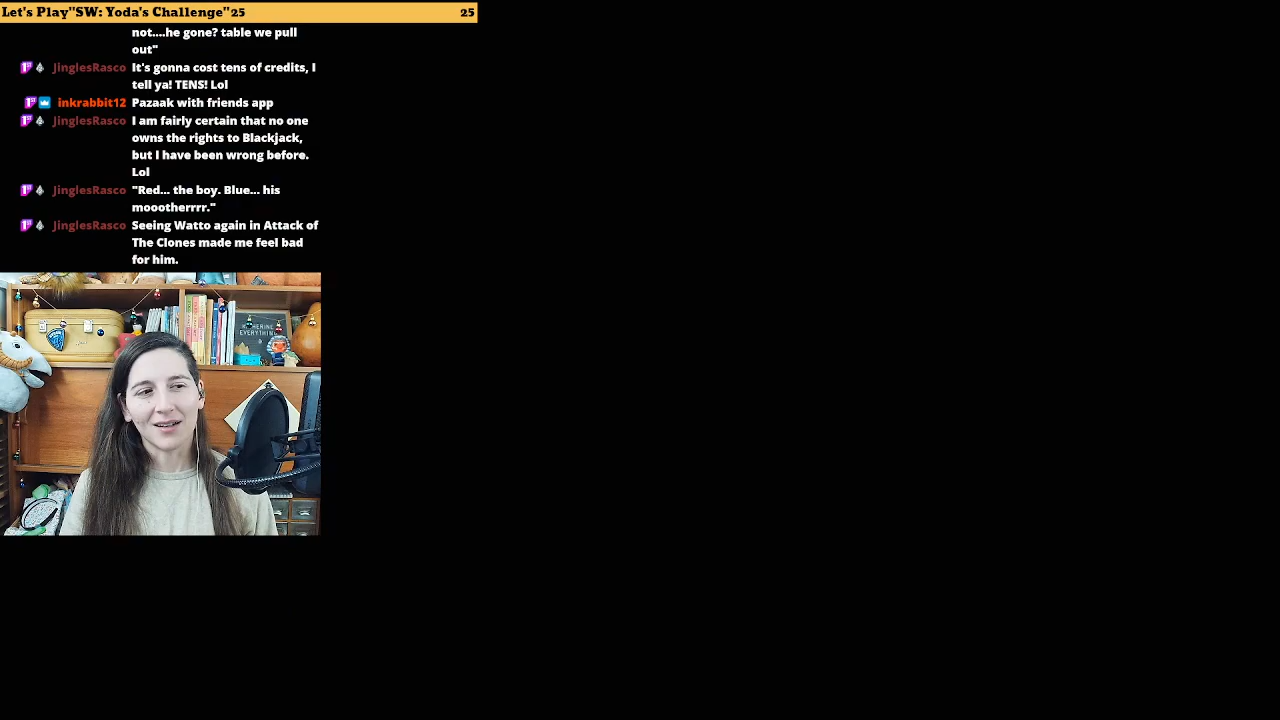 Let's Play"SW: Yoda's Challenge"25 25
not....he gone? table we pull
out"
JinglesRasco It's gonna cost tens of credits, I
tell ya! TENS! Lol
inkrabbit12 Pazaak with friends app
JinglesRasco I am fairly certain that no one
owns the rights to Blackjack,
but I have been wrong before.
Lol
JinglesRasco "Red... the boy. Blue... his
moootherrrr."
JinglesRasco Seeing Watto again in Attack of
The Clones made me feel bad
for him.
EVERYTHING